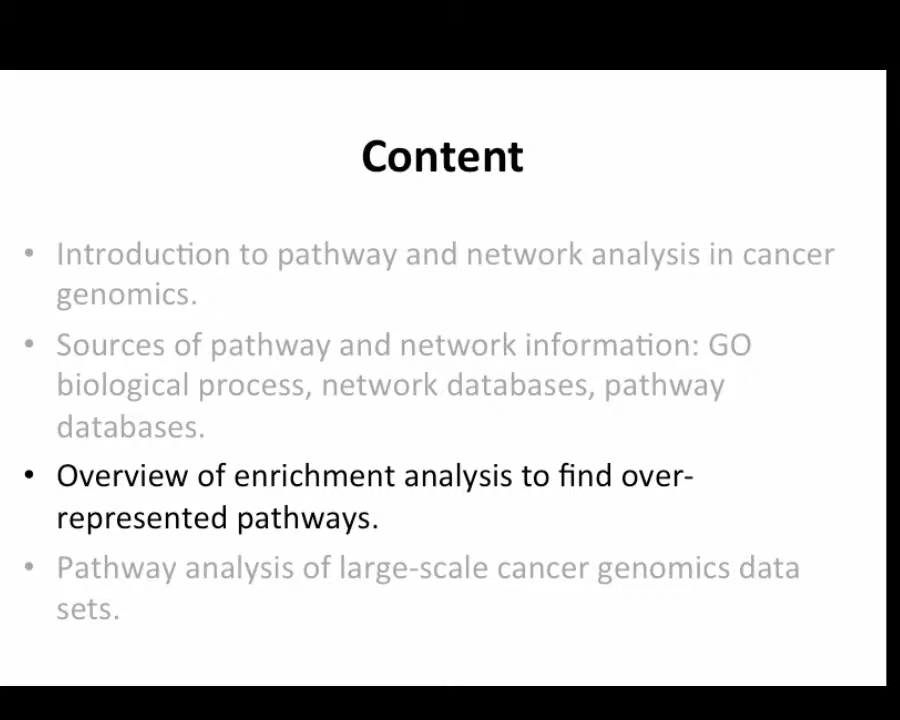 Content
• Introduction to pathway and network analysis in cancer
genomics.
• Sources of pathway and network information: GO
biological process, network databases, pathway
databases.
• Overview of enrichment analysis to find over-
represented pathways.
• Pathway analysis of large-scale cancer genomics data
sets.